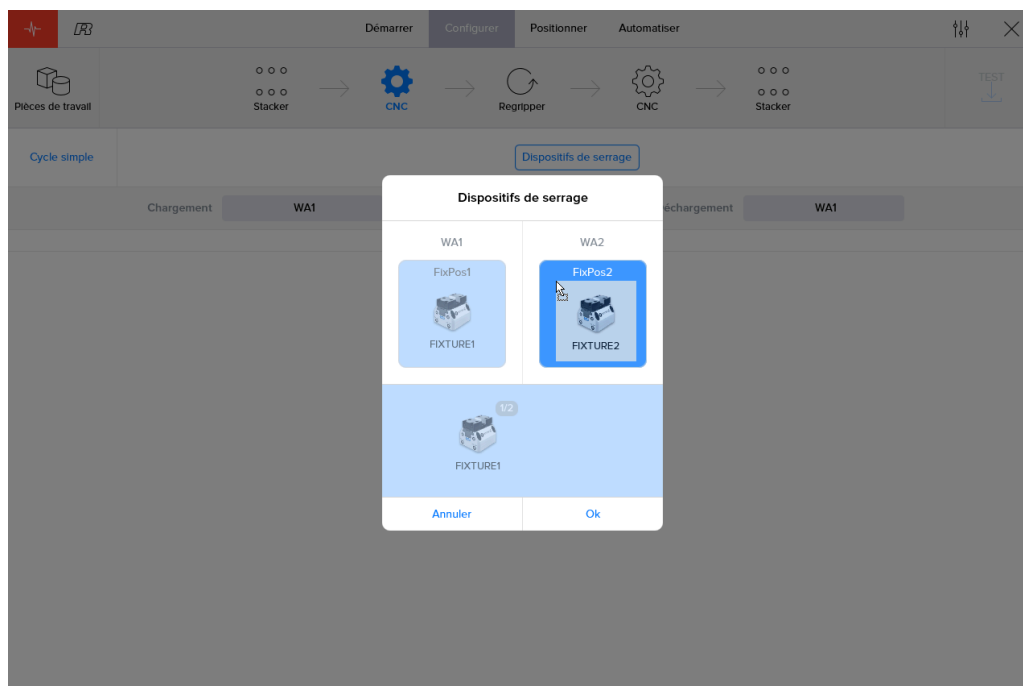 Démarrer
Configurer
Positionner
Automatiser
Pièces de travail
Stacker
CNC
Regripper
CNC
Stacker
TEST
Cycle simple
Dispositifs de serrage
Chargement
WA1
échargement
WA1
Dispositifs de serrage
WA1
WA2
FixPos1
FixPos2
FIXTURE1
FIXTURE2
1/2
FIXTURE1
Annuler
Ok